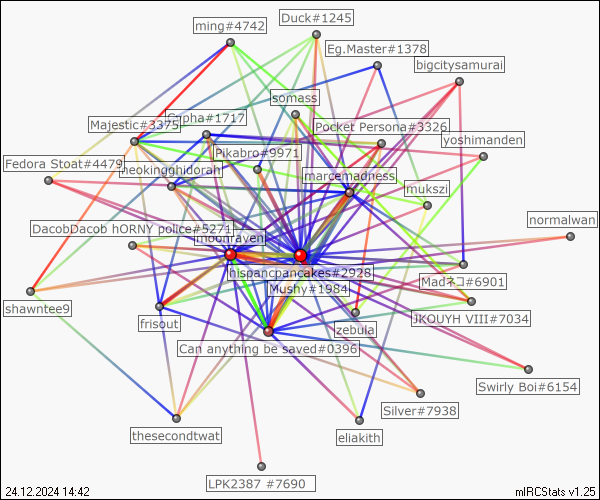 Duck#1245
ming#4742
Eg.Master#1378
bigcitysamurai
somass
Grpha#1717
Majestic#3375
Pocket Persona#3326
yoshimanden
Pikabro#9971
Fedora Stoat#4479
neokingghidorah
marcemadness
mukszi
normalwan
DacobDacob hORNY police#5271
moonraven
hispancpancakes#2928
Madネコ#6901
Mushy#1984
shawntee9
frisout
zebula
JKQUYH VIII#7034
Can anything be saved#0396
Swirly Boi#6154
Silver#7938
thesecondtwat
eliakith
LPK2387 #7690
24.12.2024 14:42
mIRCStats v1.25